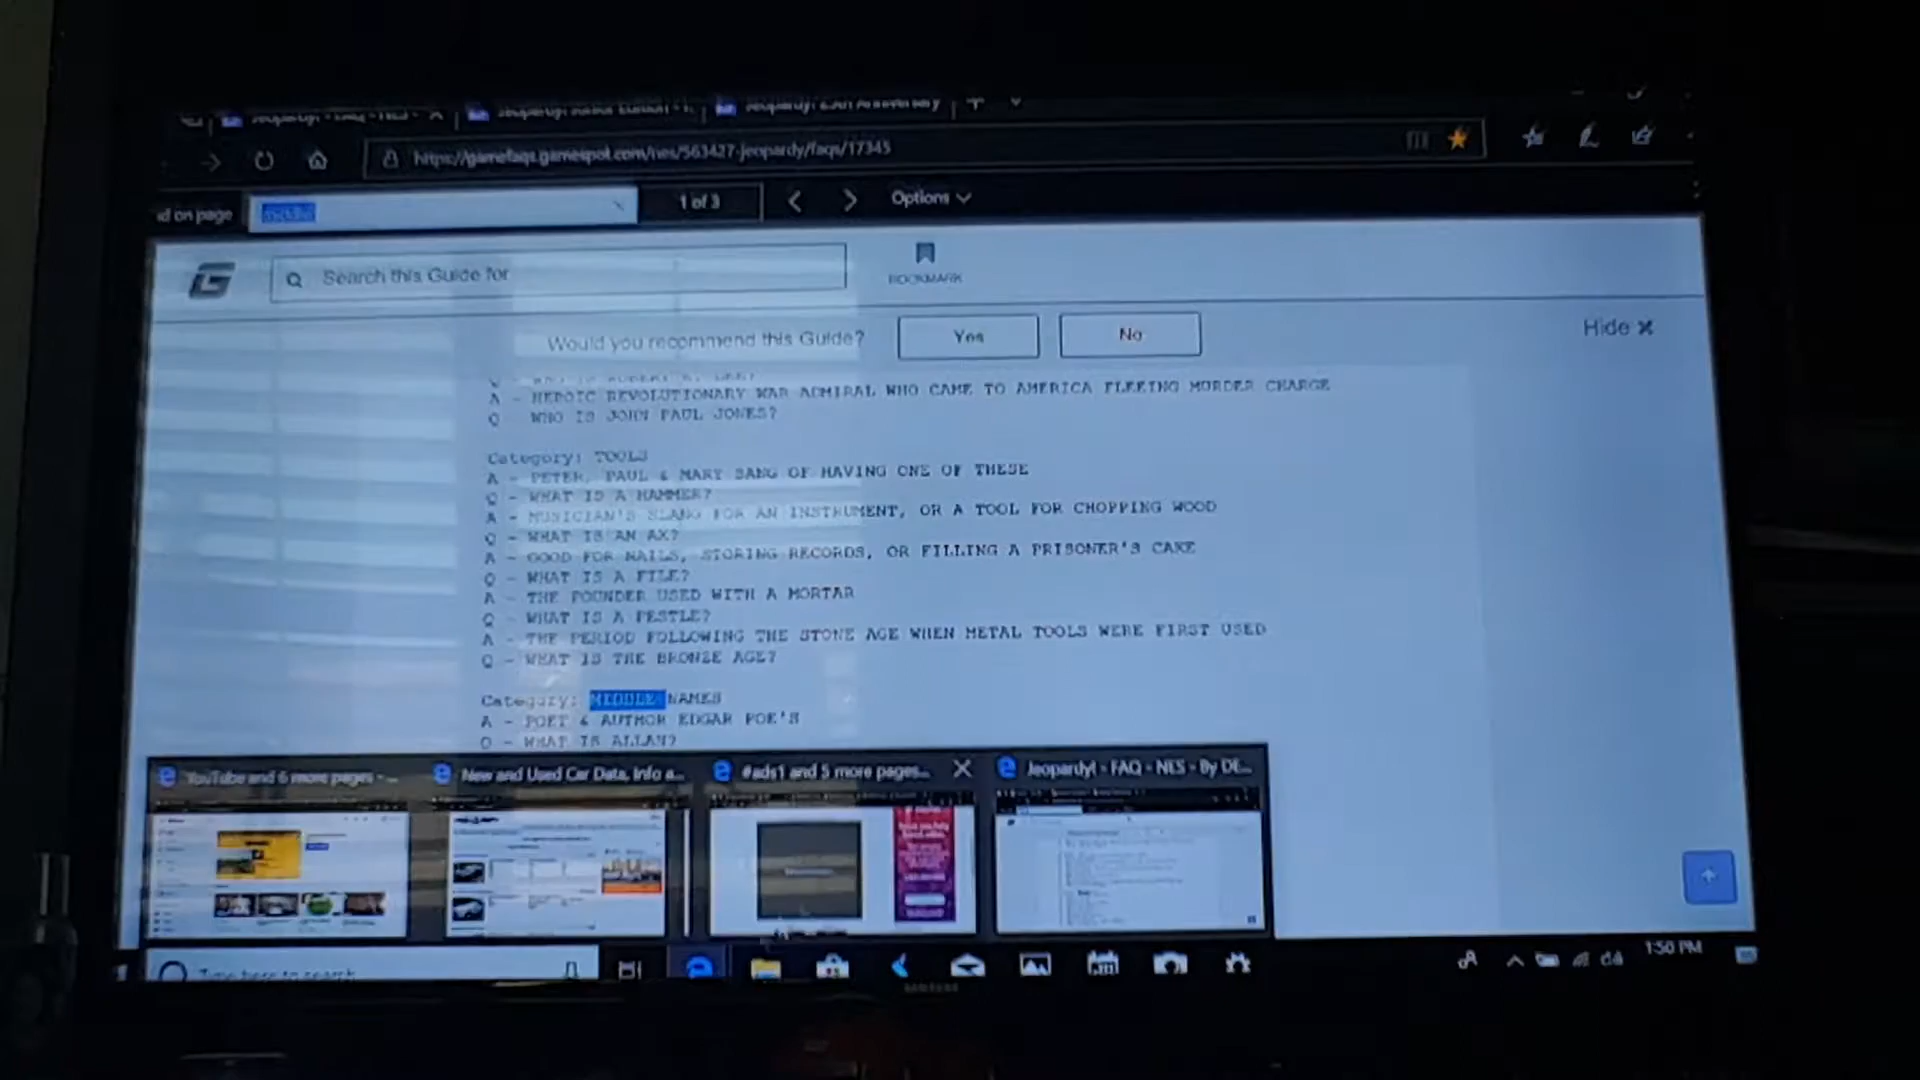 https://gamefaqs.gamespot.com/nes/563427-jeopardy/faqs/17345
d on page
1 of 3
Options
Search this Guide for
BOOKMARK
Would you recommend this Guide?
Yes
No
Hide
A - HEROIC REVOLUTIONARY WAR ADMIRAL WHO CAME TO AMERICA FLEEING MURDER CHARGE
Q - WHO IS JOHN PAUL JONES?
Category: TOOLS
A - PETER, PAUL & MARY SANG OF HAVING ONE OF THESE
Q - WHAT IS A HAMMER?
A - MUSICIAN'S SLANG FOR AN INSTRUMENT, OR A TOOL FOR CHOPPING WOOD
Q - WHAT IS AN AX?
A - GOOD FOR NAILS, STORING RECORDS, OR FILLING A PRISONER'S CAKE
Q - WHAT IS A FILE?
A - THE POUNDER USED WITH A MORTAR
Q - WHAT IS A PESTLE?
A - THE PERIOD FOLLOWING THE STONE AGE WHEN METAL TOOLS WERE FIRST USED
Q - WHAT IS THE BRONZE AGE?
Category: MIDDLE NAMES
A - POET & AUTHOR EDGAR POE'S
Q - WHAT IS ALLAN?
YouTube and 6 more pages - ...
New and Used Car Data, Info a...
#ads1 and 5 more pages...
Jeopardy! - FAQ - NES - By DE...
Type here to search
1:50 PM
SAMSUNG